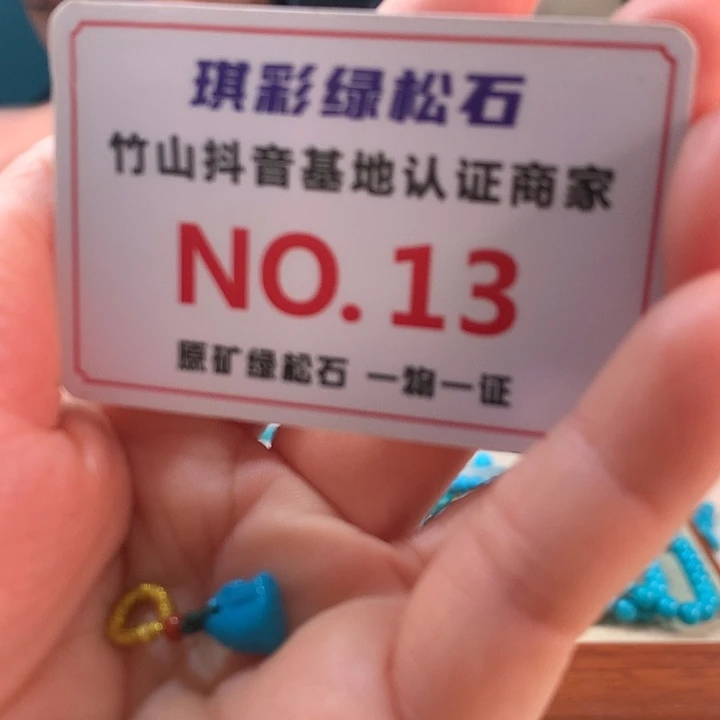 琪彩绿松石
竹山抖音基地认证商家
NO.13
原矿绿松石 一物一证